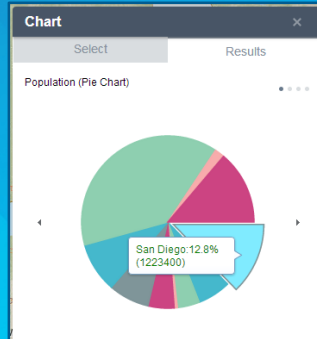 Chart
Select
Results
Population (Pie Chart)
San Diego:12.8%
(1223400)